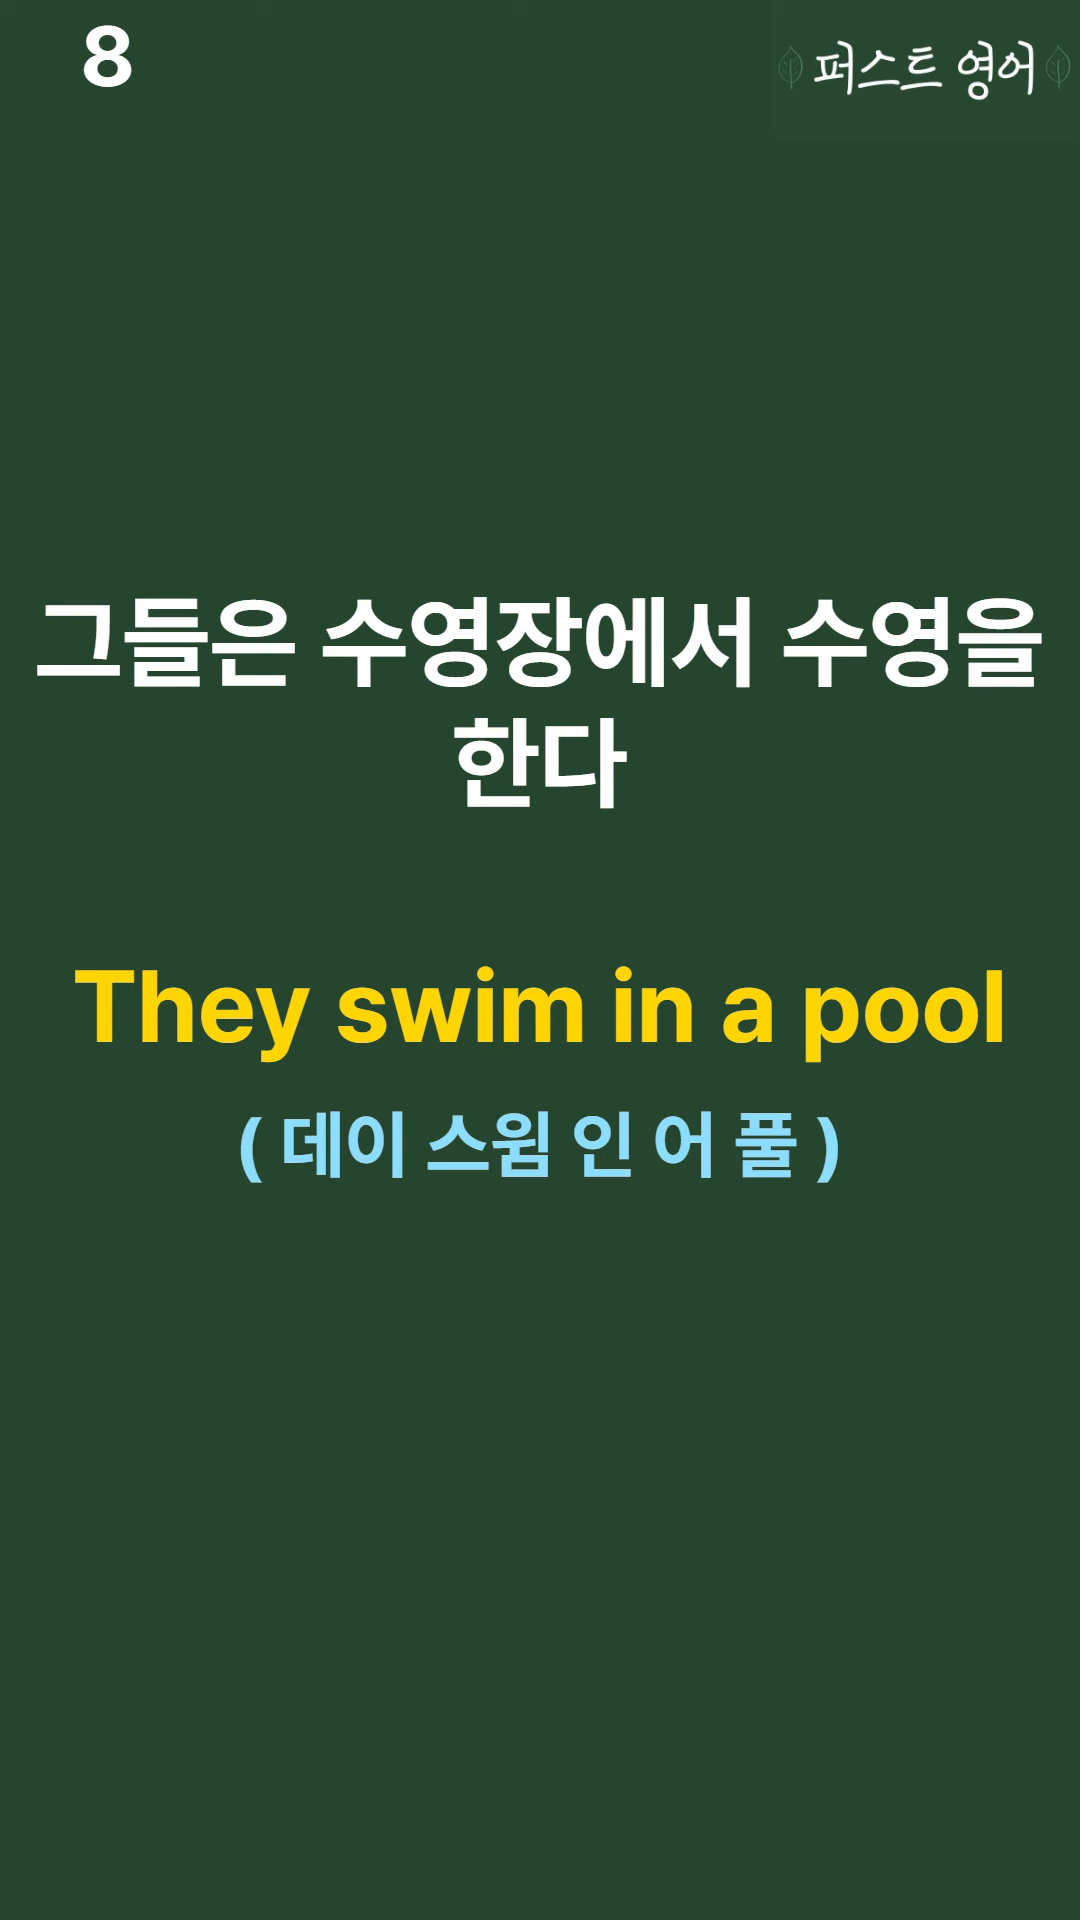 8
퍼스트 영어
그들은 수영장에서 수영을
한다
They swim in a pool
( 데이 스윔 인 어 풀 )